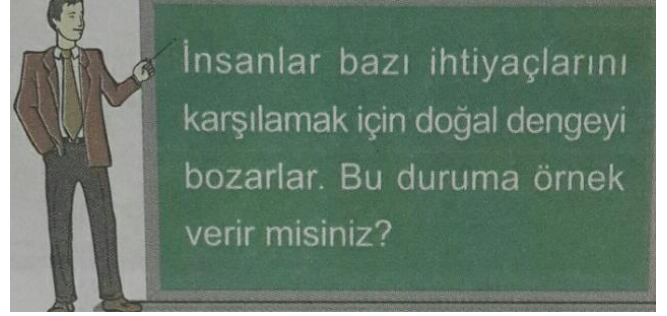 İnsanlar bazı ihtiyaçlarını
karşılamak için doğal dengeyi
bozarlar. Bu duruma örnek
verir misiniz?